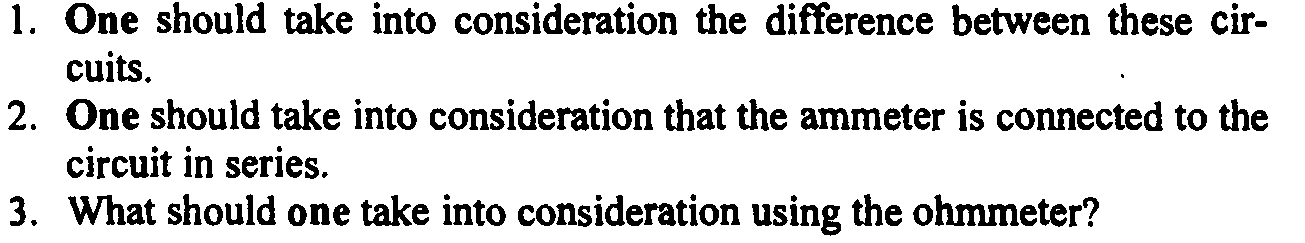 1. One should take into consideration the difference between these cir-
cuits.
2. One should take into consideration that the ammeter is connected to the
circuit in series.
3. What should one take into consideration using the ohmmeter?